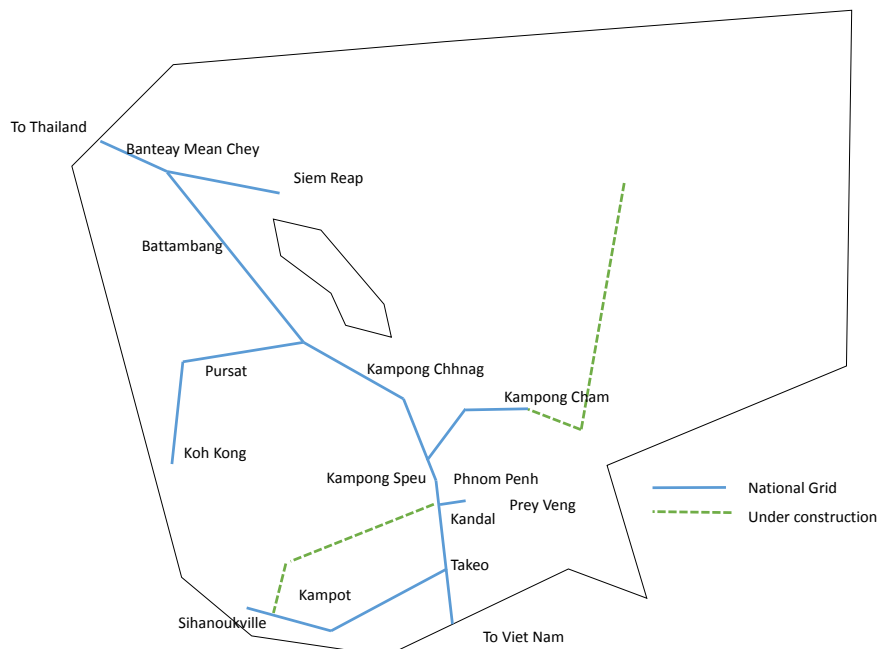 To Thailand
Banteay Mean Chey
Siem Reap
Battambang
Pursat
Kampong Chhnag
Kampong Cham
Koh Kong
Kampong Speu
Phnom Penh
Prey Veng
Kandal
National Grid
Under construction
Takeo
Kampot
Sihanoukville
To Viet Nam